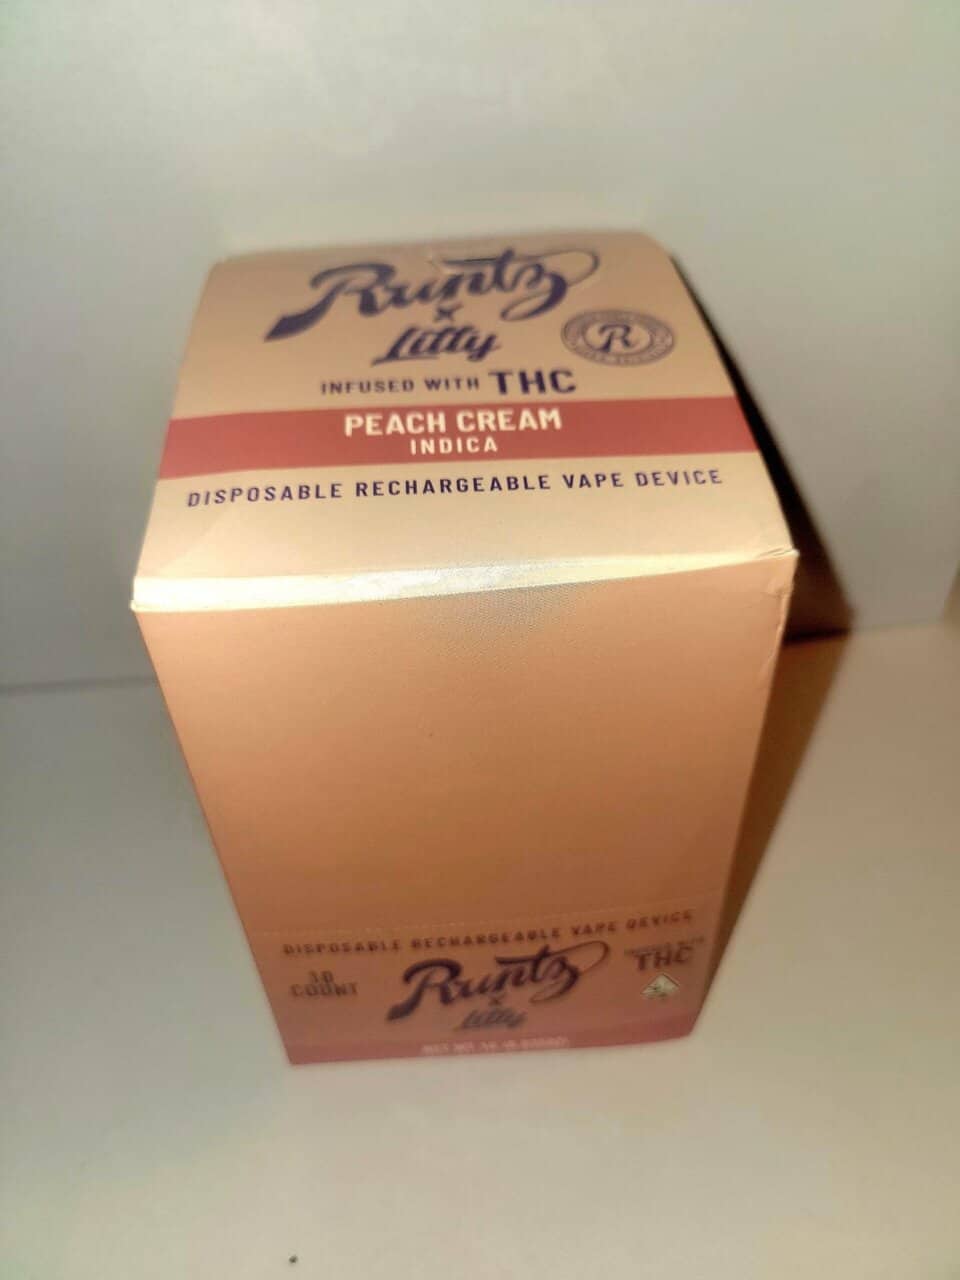 Runtz
x
Litty
R
INFUSED WITH THC
PEACH CREAM
INDICA
DISPOSABLE RECHARGEABLE VAPE DEVICE
DISPOSABLE RECHARGEABLE VAPE DEVICE
COUNT
Runtz
x
Litty
THC